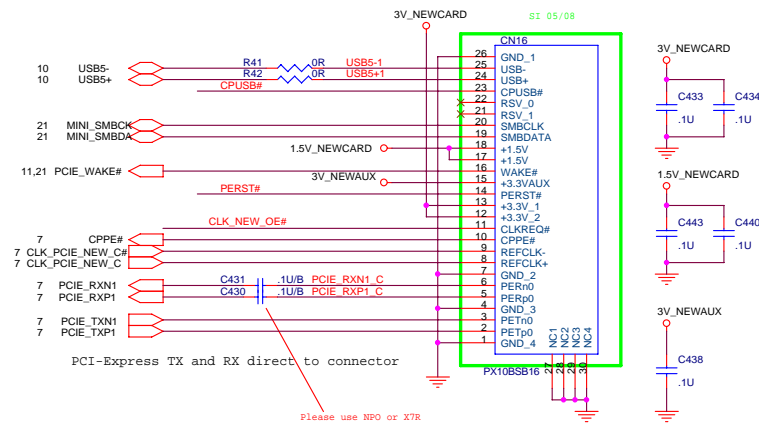 3V_NEWCARD
SI 05/08
CN16
26 GND_1
10 USB5- R41 0R USB5-1 25 USB-
10 USB5+ R42 0R USB5+1 24 USB+
CPUSB# 23 CPUSB#
22 RSV_0
21 RSV_1
21 MINI_SMBCK 20 SMBCLK
21 MINI_SMBDA 19 SMBDATA
1.5V_NEWCARD 18 +1.5V
17 +1.5V
11,21 PCIE_WAKE# 16 WAKE#
3V_NEWAUX 15 +3.3VAUX
PERST# 14 PERST#
13 +3.3V_1
12 +3.3V_2
CLK_NEW_OE# 11 CLKREQ#
7 CPPE# 10 CPPE#
7 CLK_PCIE_NEW_C# 9 REFCLK-
7 CLK_PCIE_NEW_C 8 REFCLK+
7 GND_2
7 PCIE_RXN1 C431 .1U/B PCIE_RXN1_C 6 PERn0
7 PCIE_RXP1 C430 .1U/B PCIE_RXP1_C 5 PERp0
4 GND_3
7 PCIE_TXN1 3 PETn0
7 PCIE_TXP1 2 PETp0
1 GND_4
NC1 NC2 NC3 NC4
27 28 29 30
PX10BSB16
PCI-Express TX and RX direct to connector
Please use NPO or X7R
3V_NEWCARD
C433 C434
.1U .1U
1.5V_NEWCARD
C443 C440
.1U .1U
3V_NEWAUX
C438
.1U